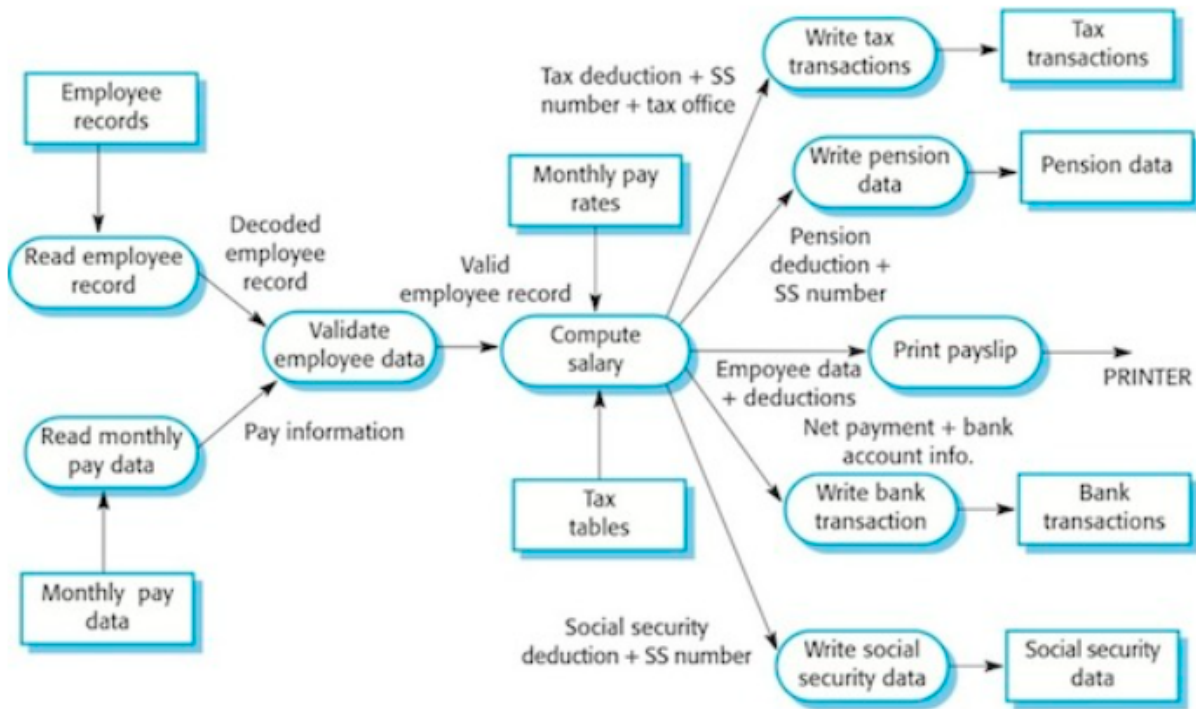 Employee
records
Read employee
record
Decoded
employee
record
Read monthly
pay data
Pay information
Monthly pay
data
Validate
employee data
Valid
employee record
Monthly pay
rates
Compute
salary
Tax
tables
Tax deduction + SS
number + tax office
Write tax
transactions
Tax
transactions
Write pension
data
Pension data
Pension
deduction +
SS number
Empoyee data
+ deductions
Print payslip
PRINTER
Net payment + bank
account info.
Write bank
transaction
Bank
transactions
Social security
deduction + SS number
Write social
security data
Social security
data